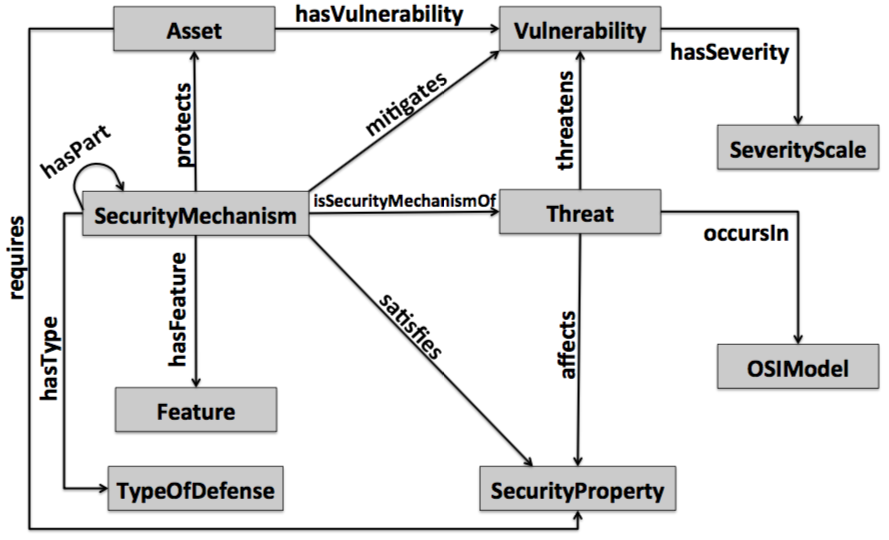 Asset
hasVulnerability
Vulnerability
hasSeverity
SeverityScale
protects
mitigates
threatens
hasPart
SecurityMechanism
isSecurityMechanismOf
Threat
occursIn
requires
hasType
hasFeature
satisfies
affects
OSIModel
Feature
TypeOfDefense
SecurityProperty